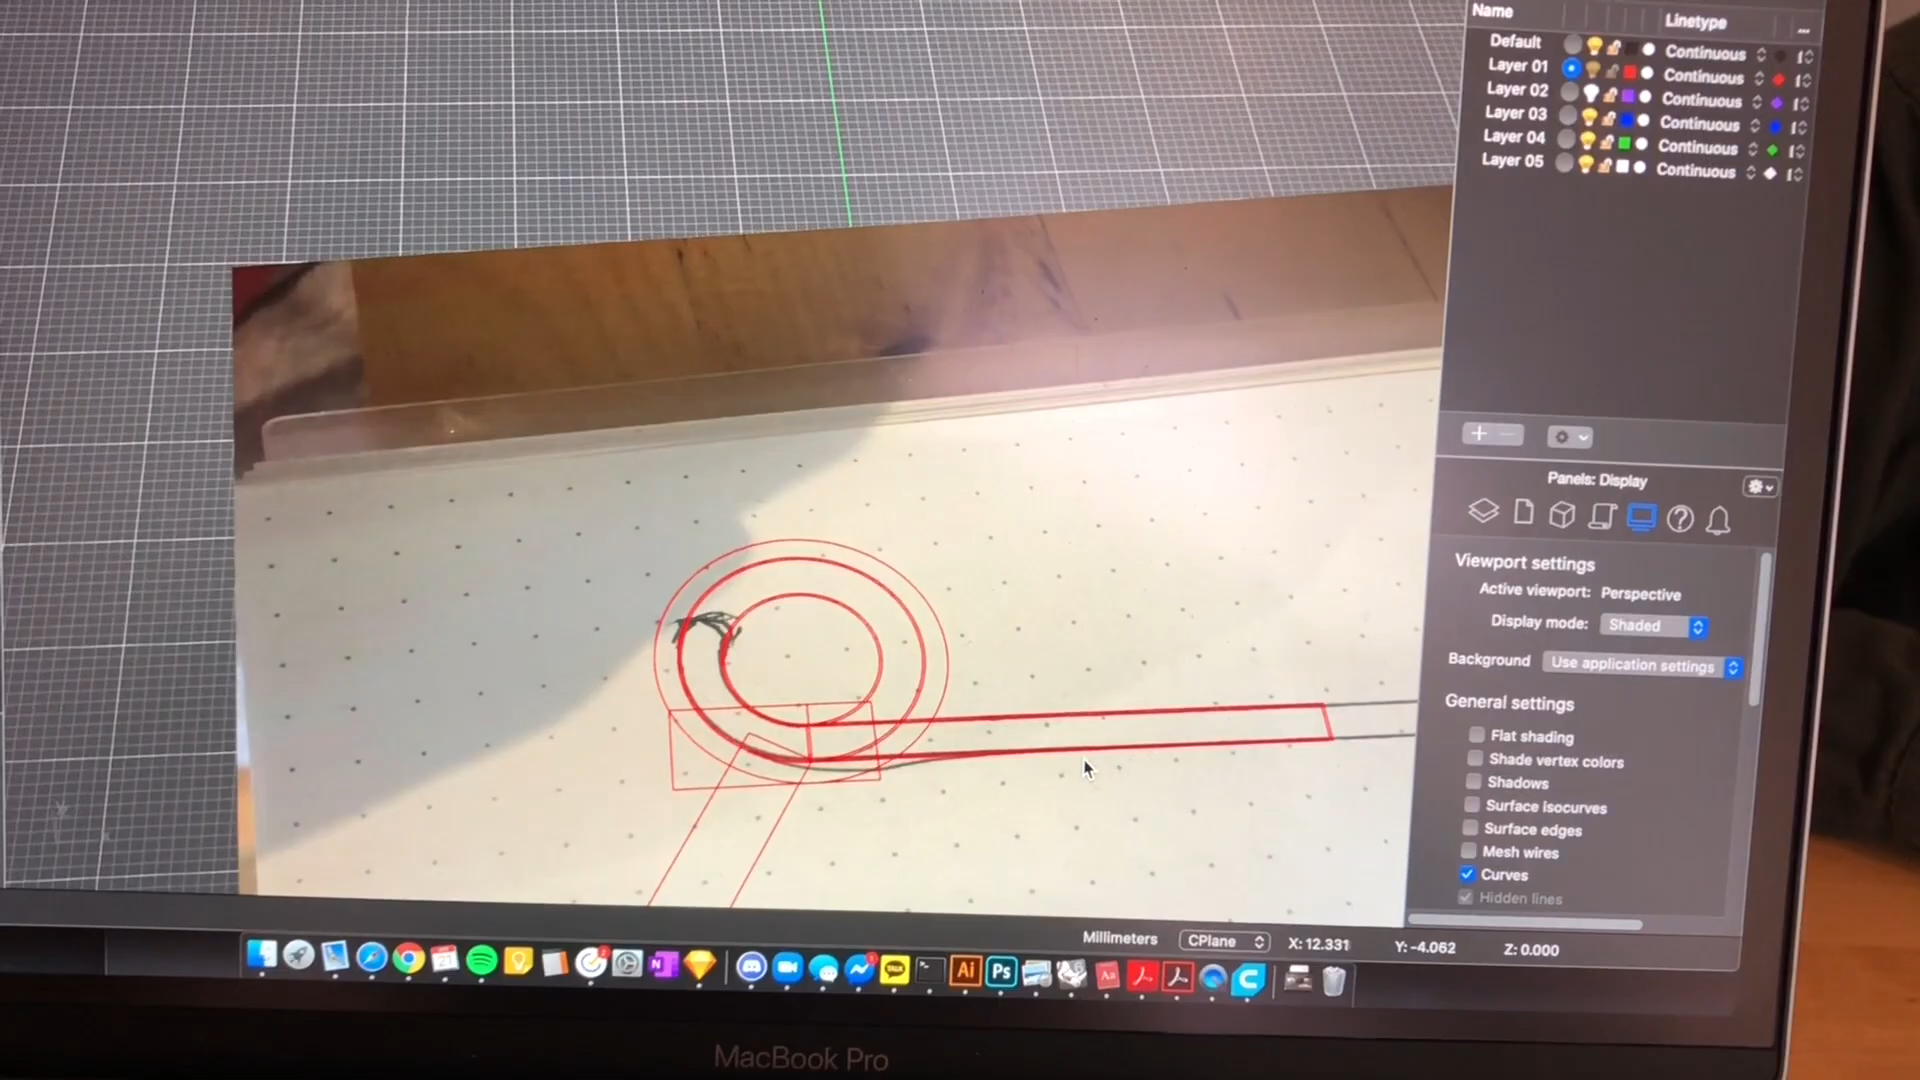 Name Linetype ...
Default Continuous
Layer 01 Continuous
Layer 02 Continuous
Layer 03 Continuous
Layer 04 Continuous
Layer 05 Continuous
Panels: Display
Viewport settings
Active viewport: Perspective
Display mode: Shaded
Background Use application settings
General settings
Flat shading
Shade vertex colors
Shadows
Surface isocurves
Surface edges
Mesh wires
Curves
Hidden lines
Millimeters CPlane X: 12.331 Y: -4.062 Z: 0.000
21 N TALK Ai Ps Aa
MacBook Pro